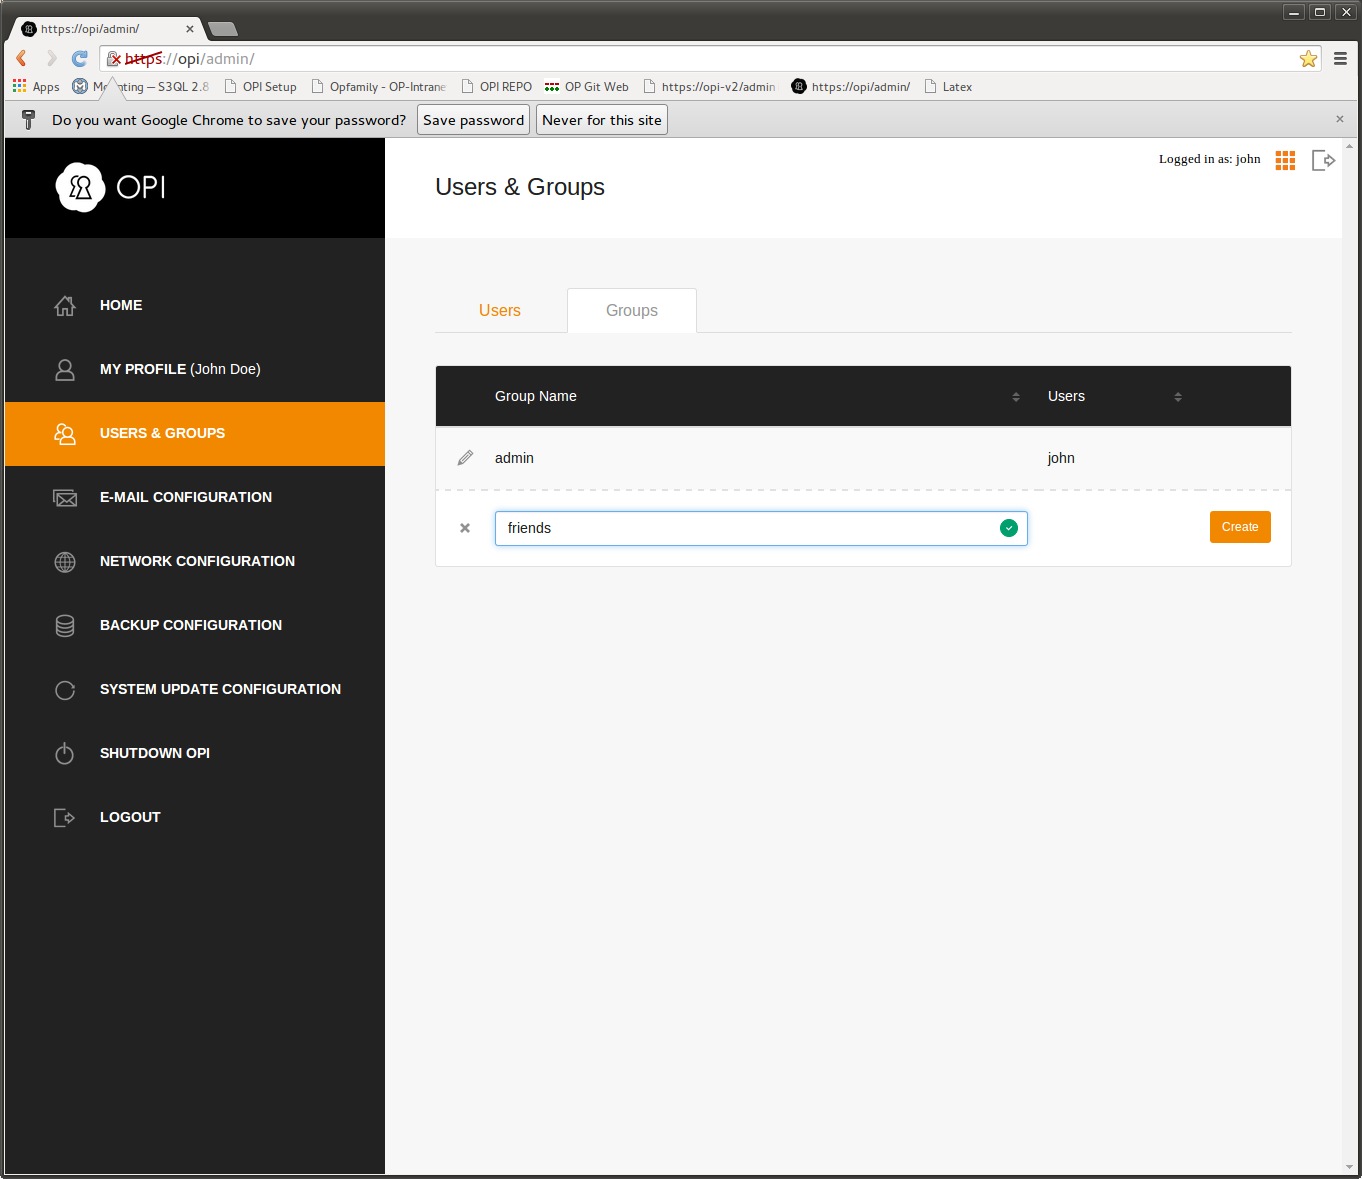 https://opi/admin/
https://opi/admin/
Apps
Mounting — S3QL 2.8
OPI Setup
Opfamily - OP-Intrane
OPI REPO
OP Git Web
https://opi-v2/admin
https://opi/admin/
Latex
Do you want Google Chrome to save your password?
Save password
Never for this site
OPI
Users & Groups
Logged in as: john
HOME
MY PROFILE (John Doe)
USERS & GROUPS
E-MAIL CONFIGURATION
NETWORK CONFIGURATION
BACKUP CONFIGURATION
SYSTEM UPDATE CONFIGURATION
SHUTDOWN OPI
LOGOUT
Users
Groups
Group Name
Users
admin
john
friends
Create